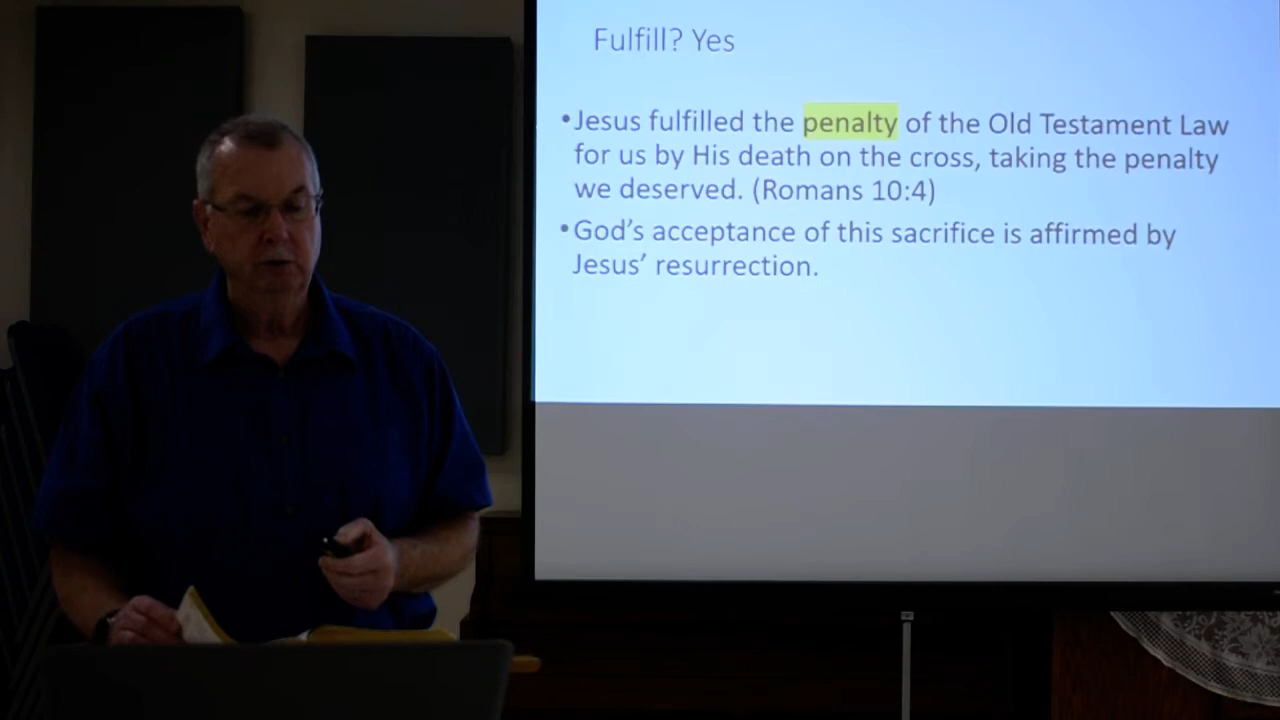 Fulfill? Yes
•Jesus fulfilled the penalty of the Old Testament Law
for us by His death on the cross, taking the penalty
we deserved. (Romans 10:4)
•God’s acceptance of this sacrifice is affirmed by
Jesus’ resurrection.